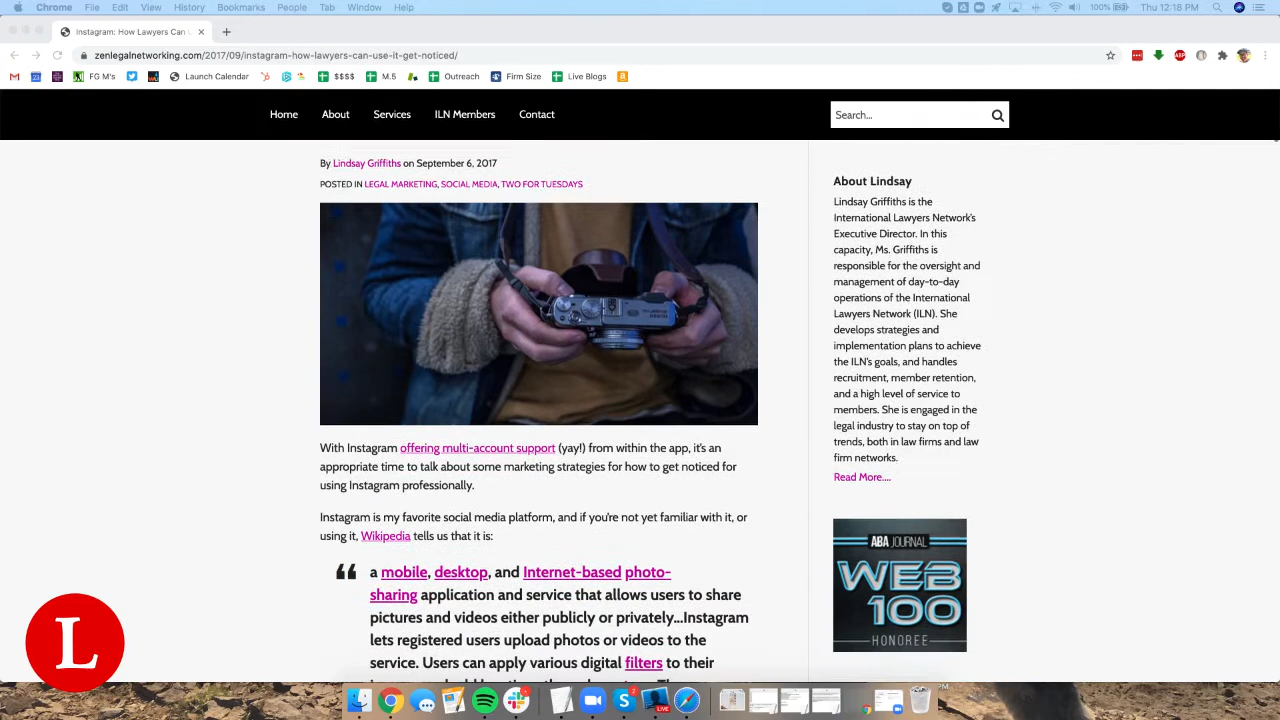 Chrome File Edit View History Bookmarks People Tab Window Help 100% Thu 12:18 PM
Instagram: How Lawyers Can U
zenlegalnetworking.com/2017/09/instagram-how-lawyers-can-use-it-get-noticed/
FG M's Launch Calendar $$$$ M.5 Outreach Firm Size Live Blogs
Home About Services ILN Members Contact Search...
By Lindsay Griffiths on September 6, 2017
POSTED IN LEGAL MARKETING, SOCIAL MEDIA, TWO FOR TUESDAYS
With Instagram offering multi-account support (yay!) from within the app, it's an
appropriate time to talk about some marketing strategies for how to get noticed for
using Instagram professionally.
Instagram is my favorite social media platform, and if you're not yet familiar with it, or
using it, Wikipedia tells us that it is:
“ a mobile, desktop, and Internet-based photo-
sharing application and service that allows users to share
pictures and videos either publicly or privately...Instagram
lets registered users upload photos or videos to the
service. Users can apply various digital filters to their
About Lindsay
Lindsay Griffiths is the
International Lawyers Network's
Executive Director. In this
capacity, Ms. Griffiths is
responsible for the oversight and
management of day-to-day
operations of the International
Lawyers Network (ILN). She
develops strategies and
implementation plans to achieve
the ILN's goals, and handles
recruitment, member retention,
and a high level of service to
members. She is engaged in the
legal industry to stay on top of
trends, both in law firms and law
firm networks.
Read More....
ABA JOURNAL
WEB
100
HONOREE
L
LIVE